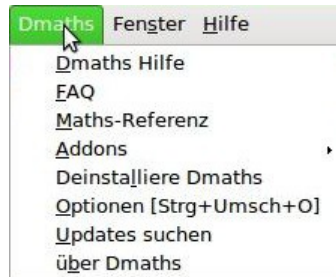 Dmaths Fenster Hilfe
Dmaths Hilfe
FAQ
Maths-Referenz
Addons
Deinstalliere Dmaths
Optionen [Strg+Umsch+O]
Updates suchen
über Dmaths